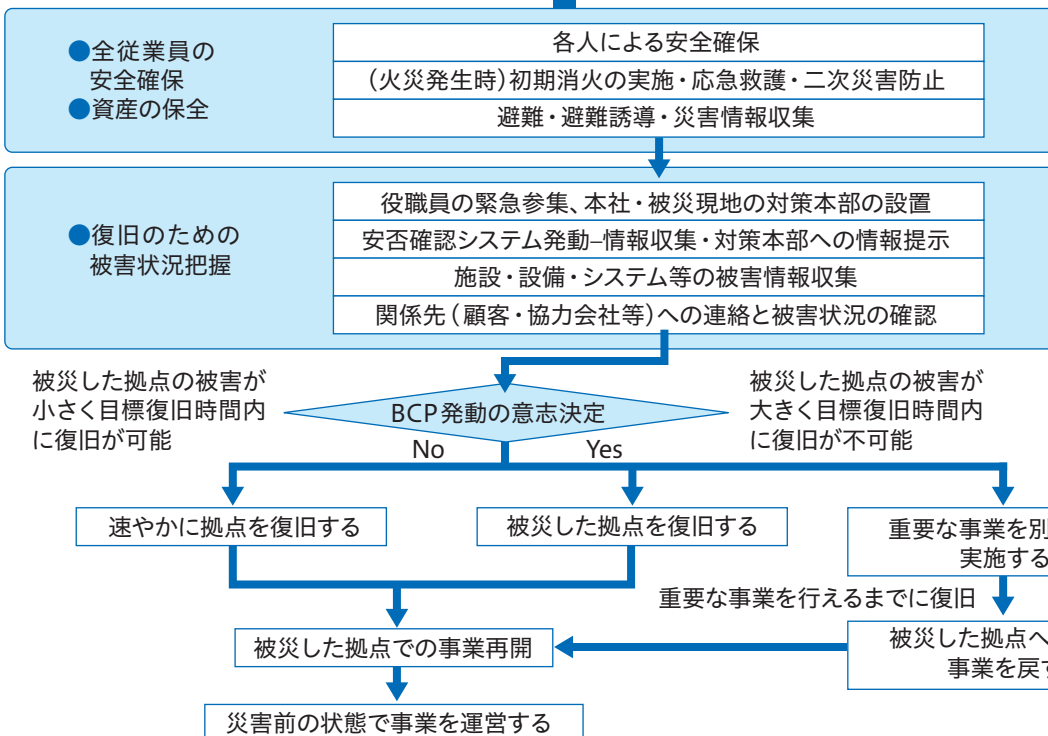 ●全従業員の
安全確保
●資産の保全
各人による安全確保
(火災発生時)初期消火の実施・応急救護・二次災害防止
避難・避難誘導・災害情報収集
●復旧のための
被害状況把握
役職員の緊急参集、本社・被災現地の対策本部の設置
安否確認システム発動–情報収集・対策本部への情報提示
施設・設備・システム等の被害情報収集
関係先(顧客・協力会社等)への連絡と被害状況の確認
被災した拠点の被害が
小さく目標復旧時間内
に復旧が可能
BCP発動の意志決定
被災した拠点の被害が
大きく目標復旧時間内
に復旧が不可能
No
Yes
速やかに拠点を復旧する
被災した拠点を復旧する
重要な事業を別
実施する
重要な事業を行えるまでに復旧
被災した拠点での事業再開
被災した拠点へ
事業を戻す
災害前の状態で事業を運営する